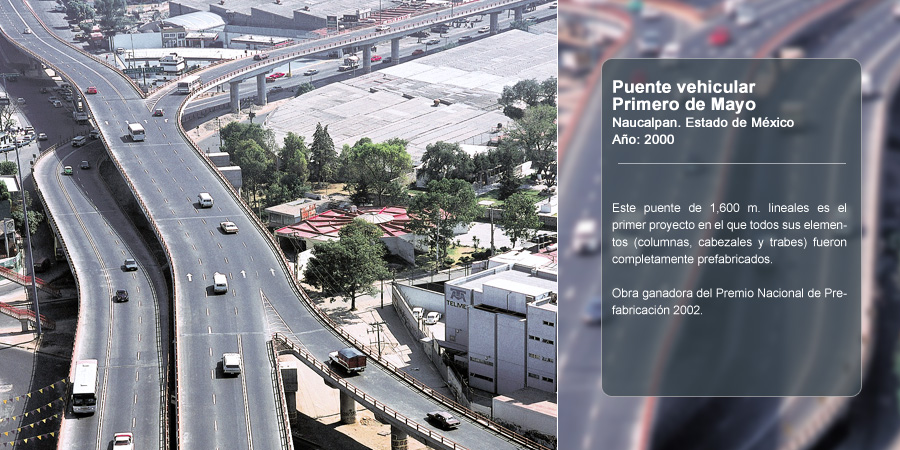 TELMEX
Puente vehicular
Primero de Mayo
Naucalpan. Estado de México
Año: 2000
Este puente de 1,600 m. lineales es el
primer proyecto en el que todos sus elemen-
tos (columnas, cabezales y trabes) fueron
completamente prefabricados.
Obra ganadora del Premio Nacional de Pre-
fabricación 2002.